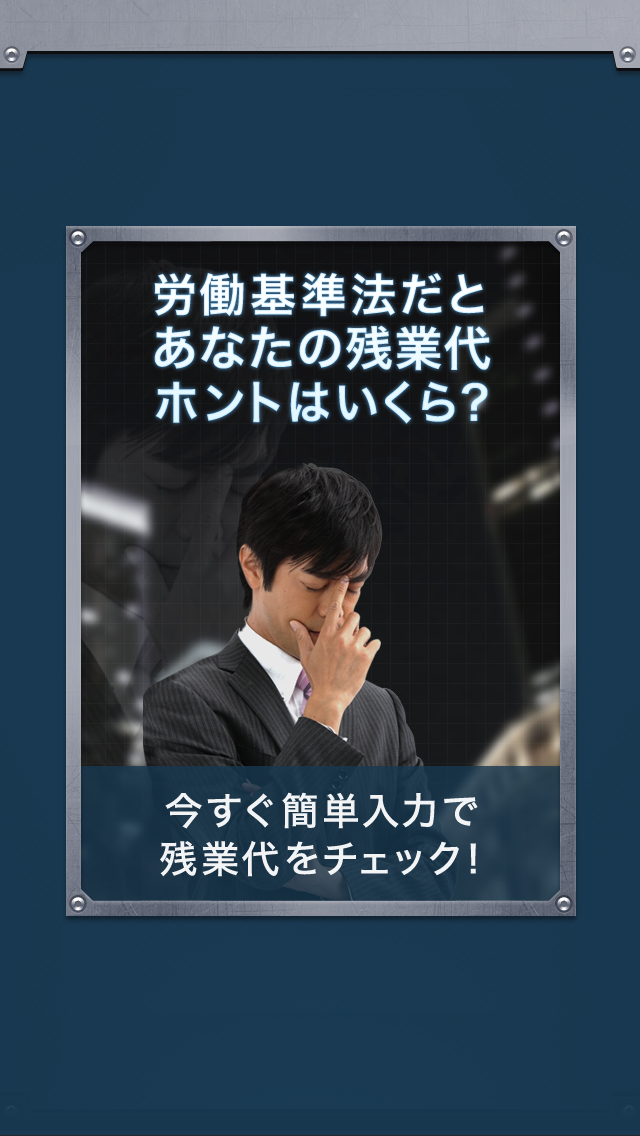 労働基準法だと
あなたの残業代
ホントはいくら?
今すぐ簡単入力で
残業代をチェック!